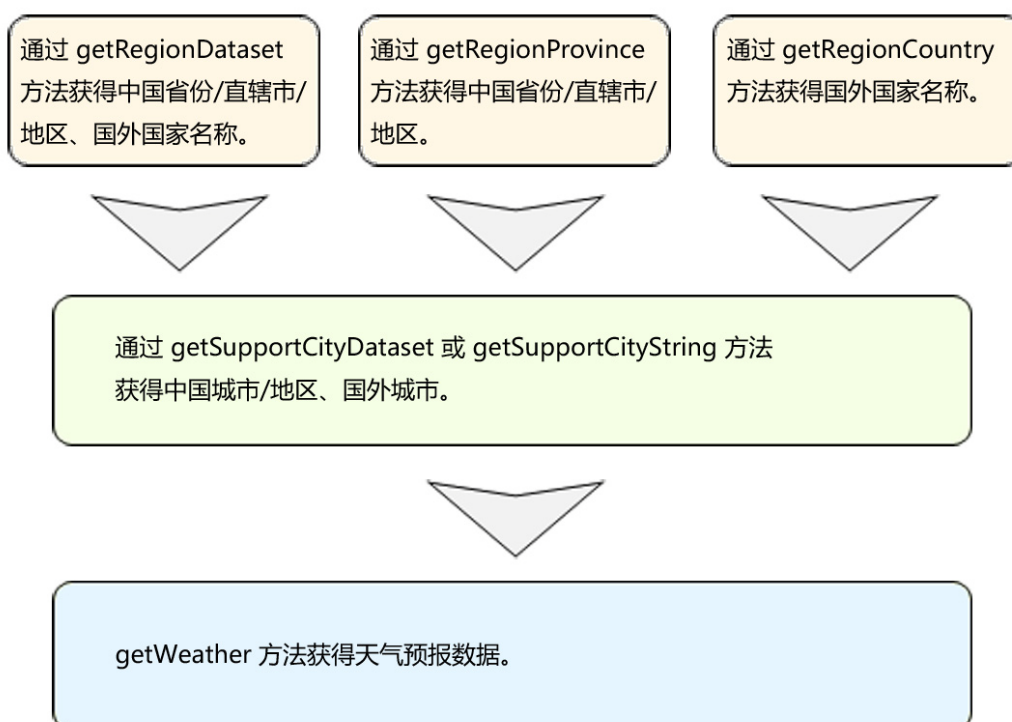 通过 getRegionDataset
方法获得中国省份/直辖市/
地区、国外国家名称。
通过 getRegionProvince
方法获得中国省份/直辖市/
地区。
通过 getRegionCountry
方法获得国外国家名称。
通过 getSupportCityDataset 或 getSupportCityString 方法
获得中国城市/地区、国外城市。
getWeather 方法获得天气预报数据。